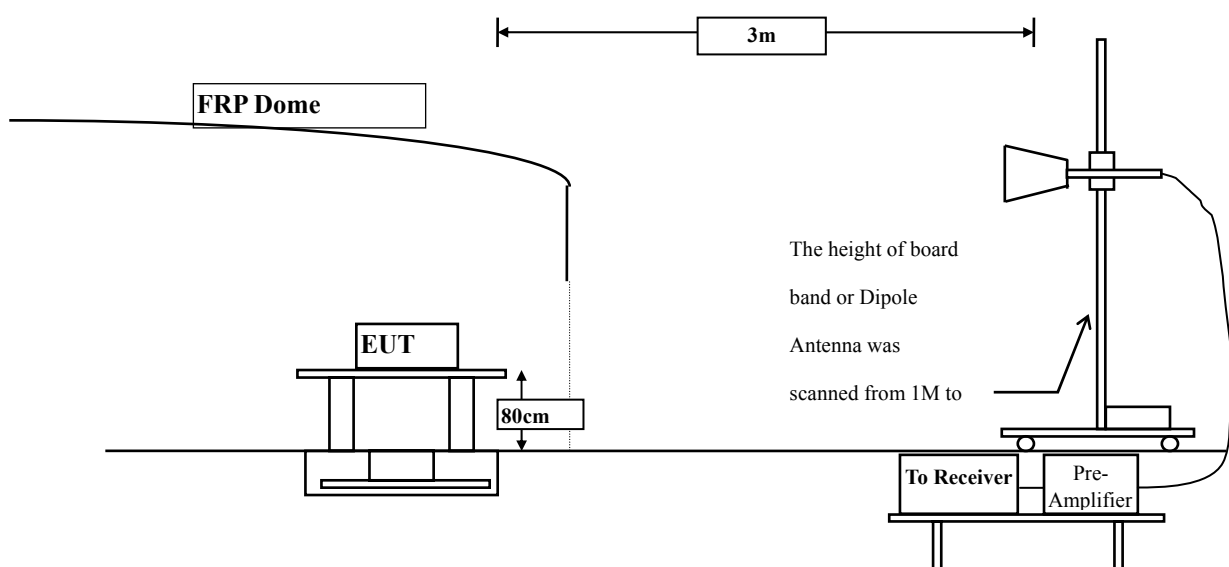 3m
FRP Dome
The height of board
band or Dipole
Antenna was
scanned from 1M to
EUT
80cm
To Receiver
Pre-
Amplifier